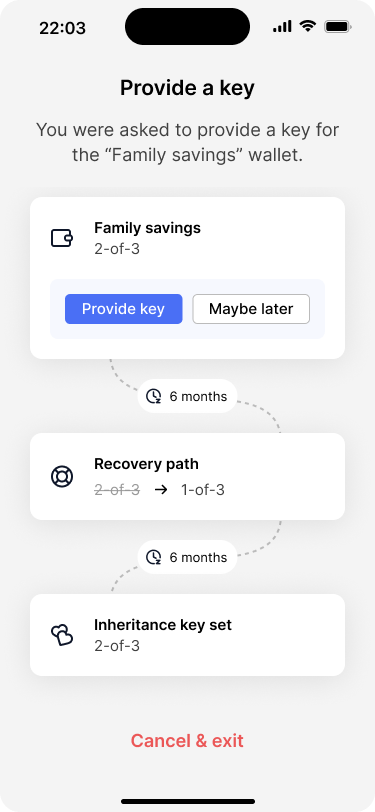 22:03
Provide a key
You were asked to provide a key for
the “Family savings” wallet.
Family savings
2-of-3
Provide key
Maybe later
6 months
Recovery path
2-of-3 → 1-of-3
6 months
Inheritance key set
2-of-3
Cancel & exit